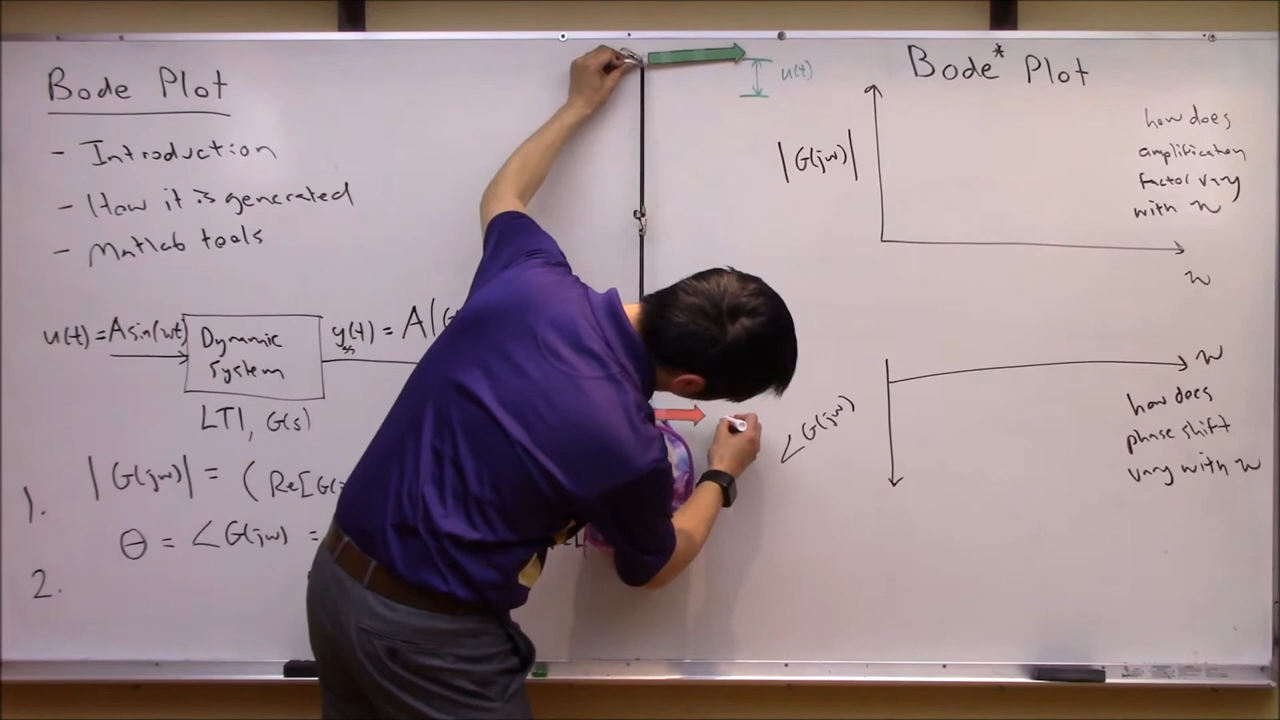 Bode Plot
- Introduction
- How it is generated
- Matlab tools
u(t) = Asin(wt)
Dynamic
System
y(t) = A|G
LTI, G(s)
1.
|G(jw)| = (Re[G(
θ = ∠G(jw) =
2.
u(t)
Bode* Plot
|G(jw)|
how does
amplification
factor vary
with w
w
∠G(jw)
w
how does
phase shift
vary with w